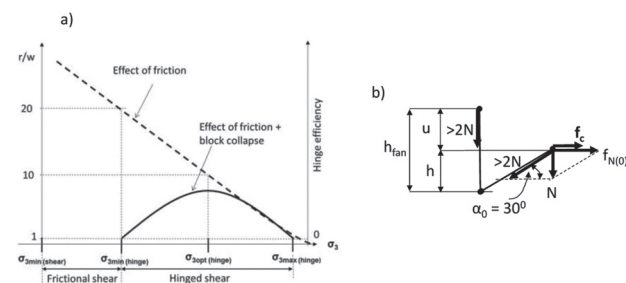 a)
r/w
Effect of friction
20
Effect of friction +
block collapse
Hinge efficiency
10
1
0
σ3
σ3min (shear)
σ3min (hinge)
σ3opt (hinge)
σ3max (hinge)
Frictional shear
Hinged shear
b)
u
>2N
fc
hfan
h
>2N
fN(0)
N
α0 = 30⁰